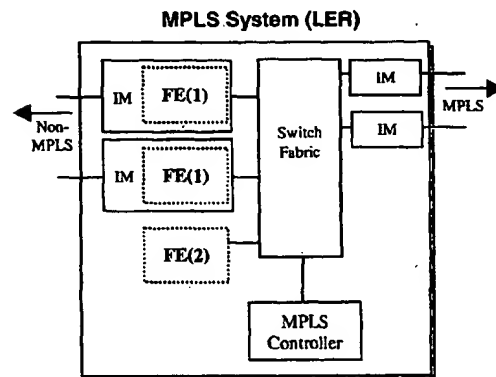 MPLS System (LER)
IM
FE(1)
IM
FE(1)
FE(2)
Switch
Fabric
IM
IM
Non-
MPLS
MPLS
MPLS
Controller